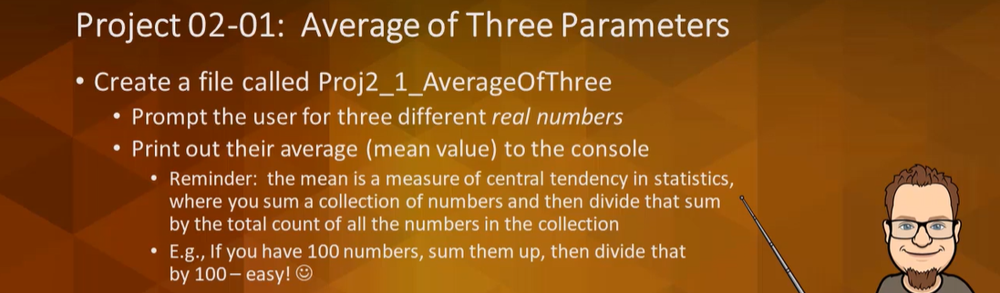 Project 02-01:  Average of Three Parameters
• Create a file called Proj2_1_AverageOfThree
• Prompt the user for three different real numbers
• Print out their average (mean value) to the console
• Reminder:  the mean is a measure of central tendency in statistics,
where you sum a collection of numbers and then divide that sum
by the total count of all the numbers in the collection
• E.g., If you have 100 numbers, sum them up, then divide that
by 100 – easy! ☺